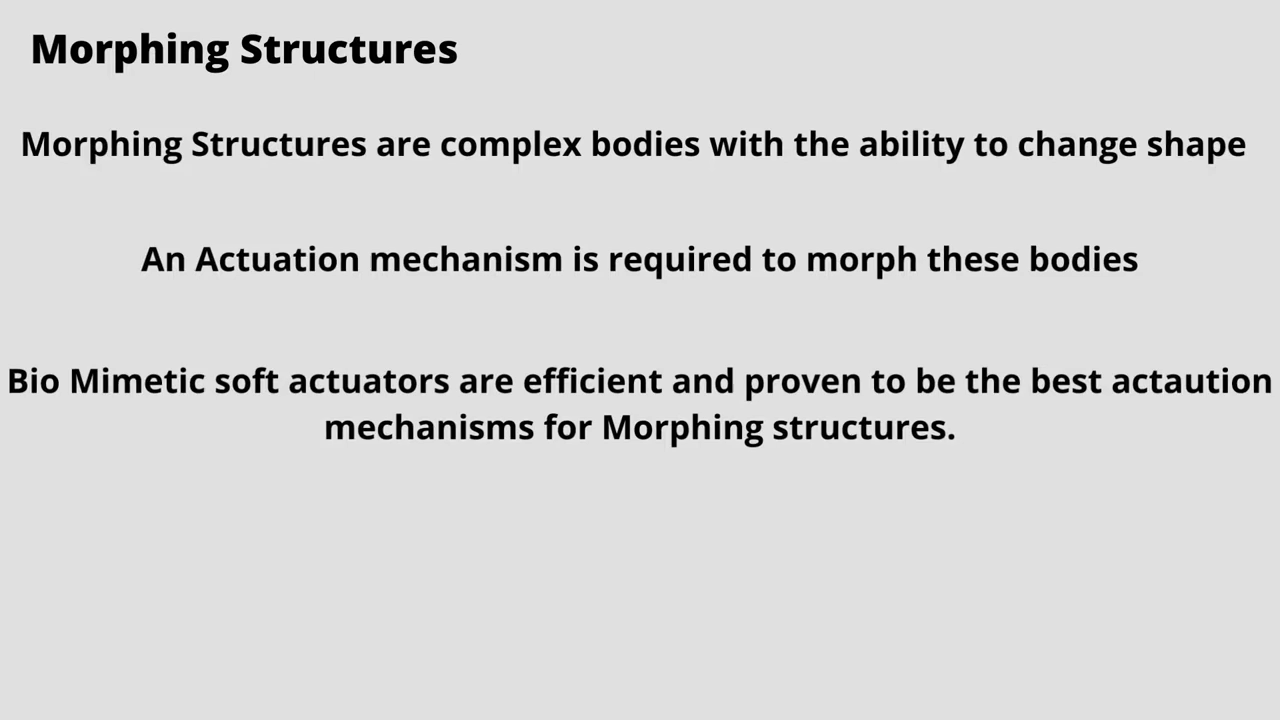 Morphing Structures
Morphing Structures are complex bodies with the ability to change shape
An Actuation mechanism is required to morph these bodies
Bio Mimetic soft actuators are efficient and proven to be the best actaution
mechanisms for Morphing structures.